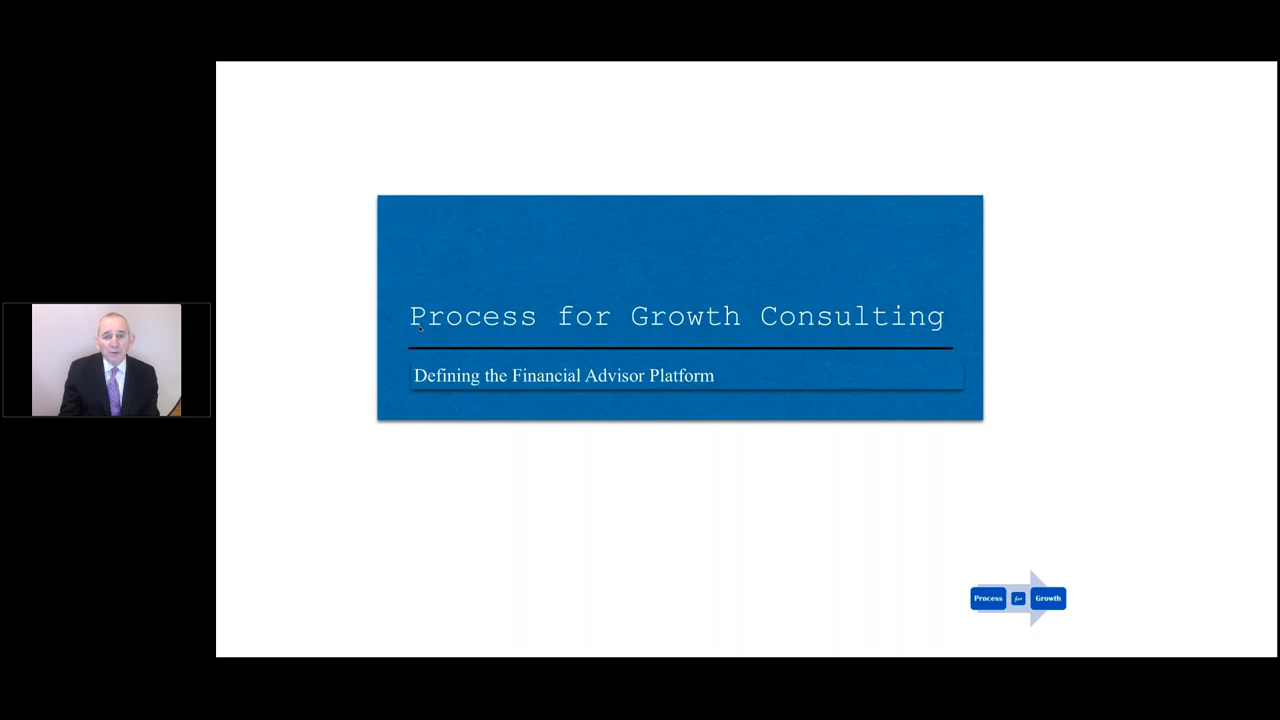 Process for Growth Consulting
Defining the Financial Advisor Platform
Process for Growth